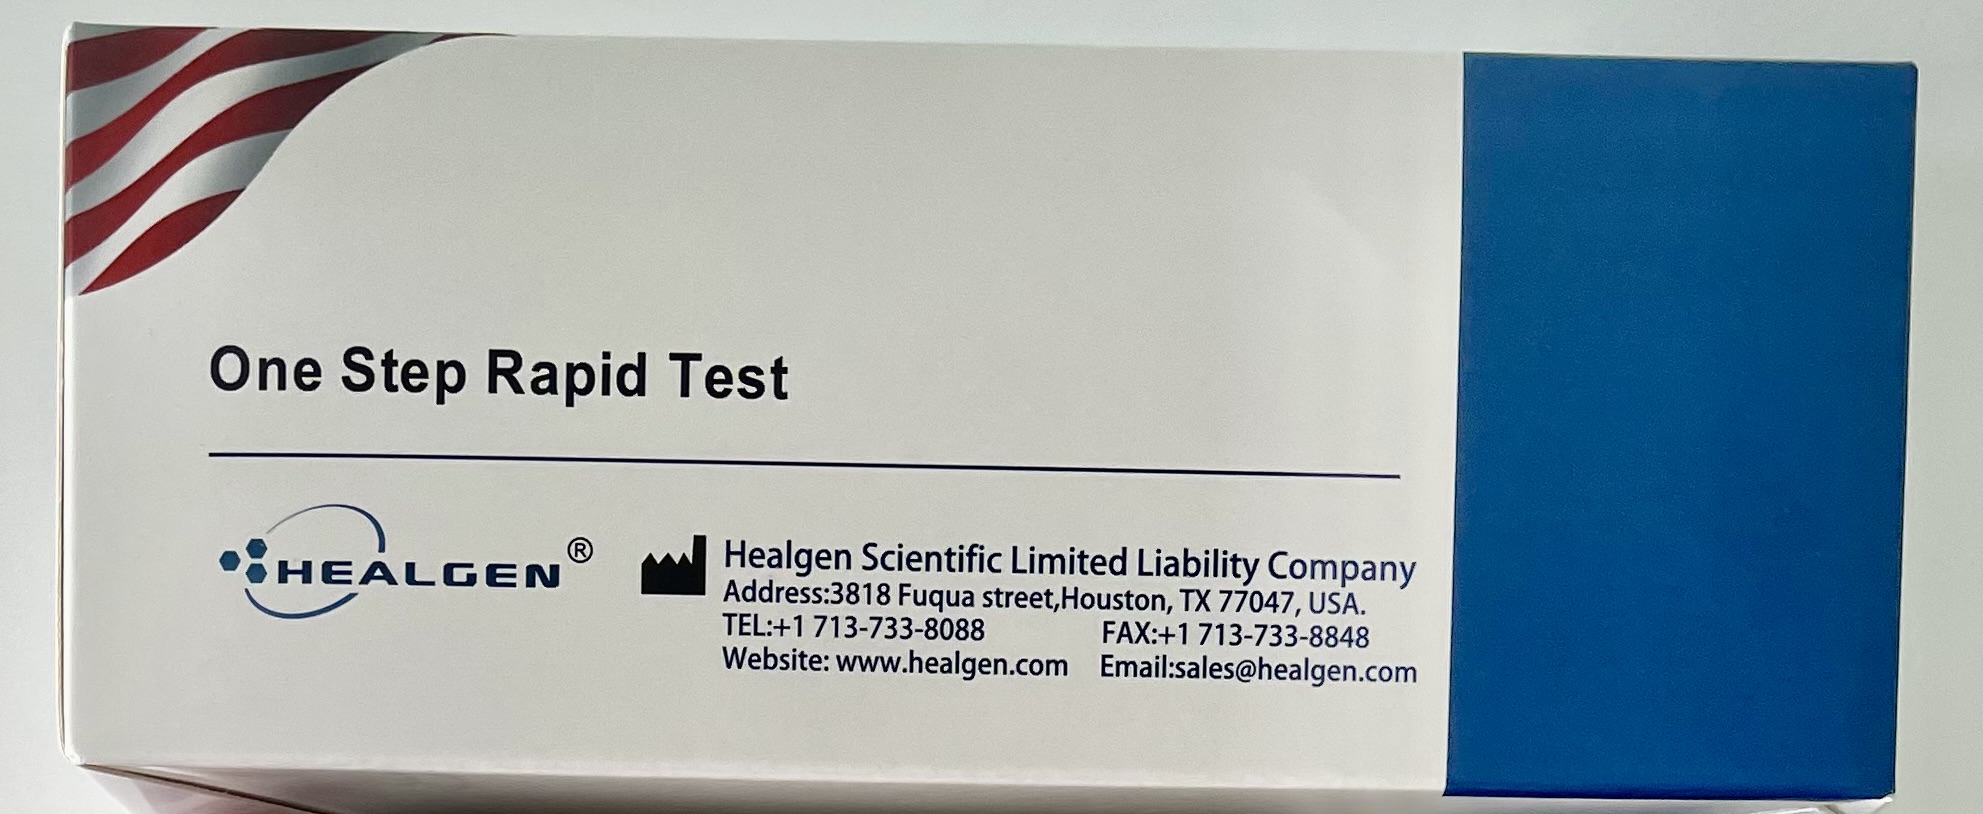 One Step Rapid Test
HEALGEN®
Healgen Scientific Limited Liability Company
Address:3818 Fuqua street,Houston, TX 77047, USA.
TEL:+1 713-733-8088 FAX:+1 713-733-8848
Website: www.healgen.com Email:sales@healgen.com